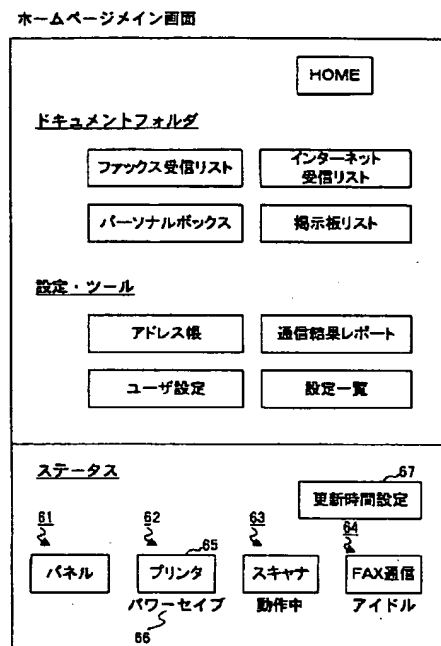 ホームページメイン画面
HOME
ドキュメントフォルダ
ファックス受信リスト
インターネット
受信リスト
パーソナルボックス
掲示板リスト
設定・ツール
アドレス帳
通信結果レポート
ユーザ設定
設定一覧
ステータス
67
更新時間設定
61
62
65
63
64
パネル
プリンタ
スキャナ
FAX通信
パワーセイブ
動作中
アイドル
66